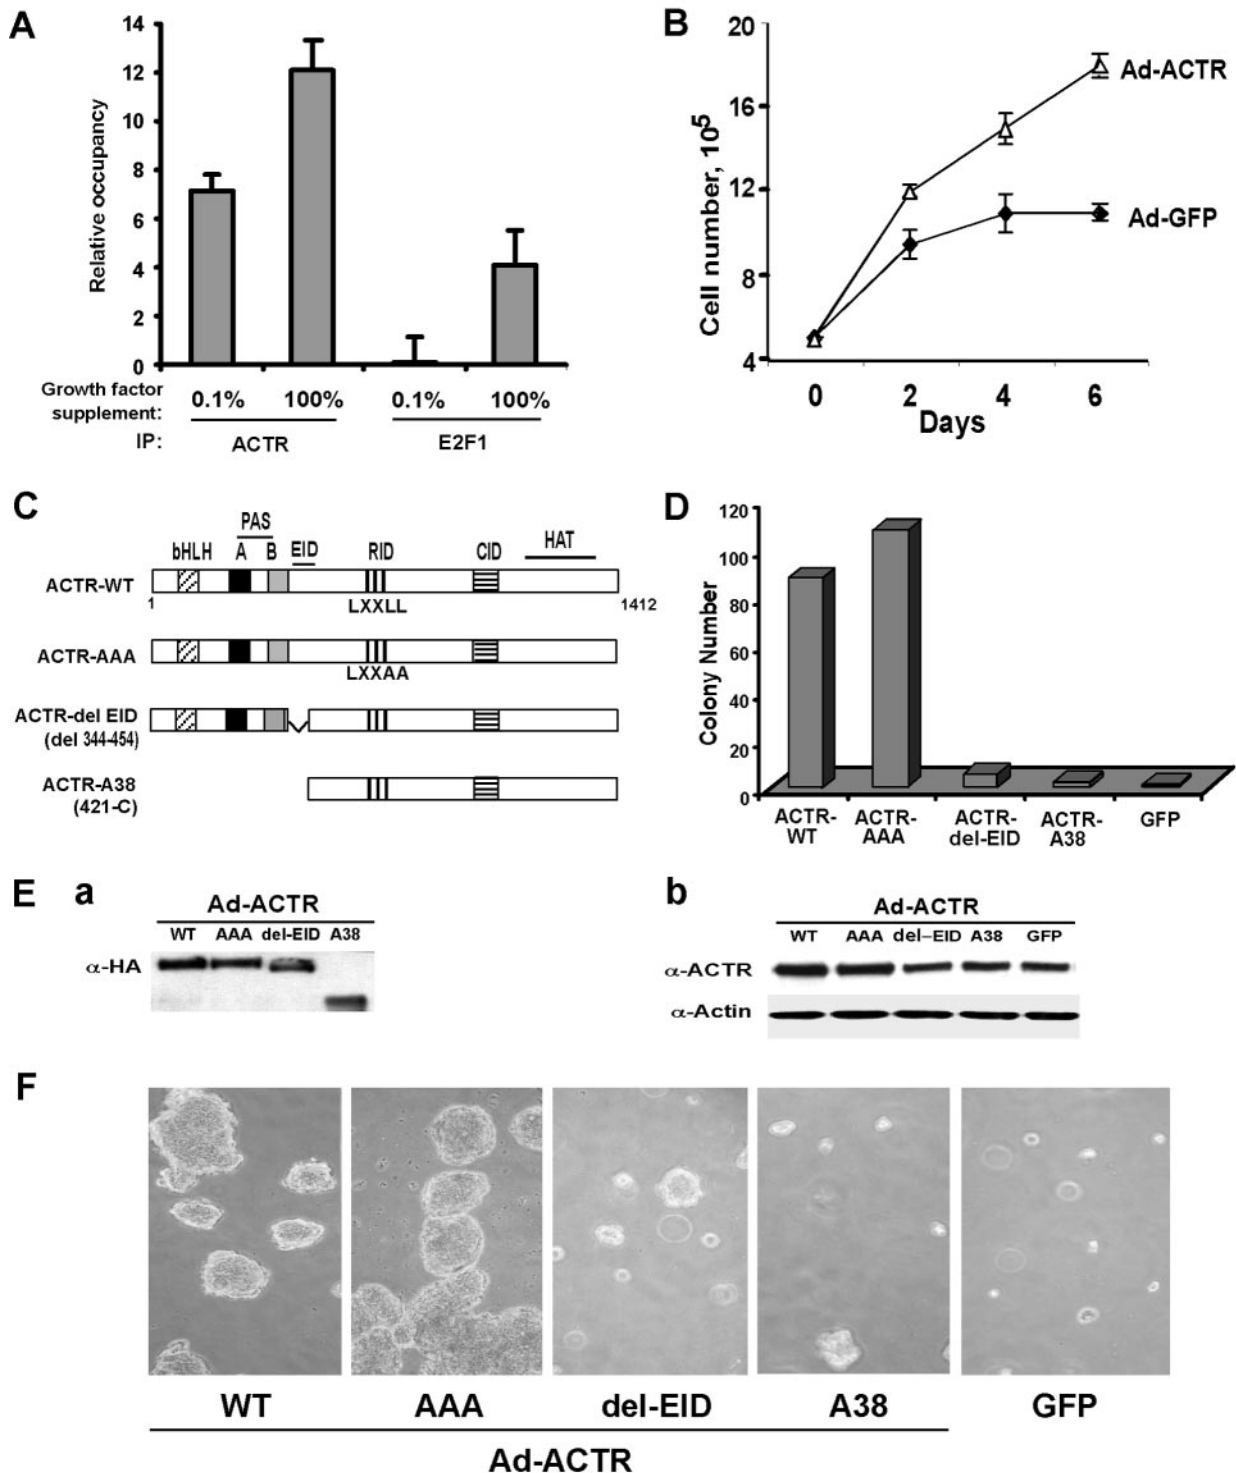 A
14
12
10
8
6
4
2
0
Relative occupancy
Growth factor
supplement:
0.1% 100% 0.1% 100%
IP: ACTR E2F1
B
20
16
12
8
4
Cell number, 10^5
Ad-ACTR
Ad-GFP
0 2 4 6
Days
C
PAS
bHLH A B EID RID CID HAT
ACTR-WT
1 LXXLL 1412
ACTR-AAA
LXXAA
ACTR-del EID
(del 344-454)
ACTR-A38
(421-C)
D
120
100
80
60
40
20
0
Colony Number
ACTR- ACTR- ACTR- ACTR- GFP
WT AAA del-EID A38
E a
Ad-ACTR
WT AAA del-EID A38
α-HA
b
Ad-ACTR
WT AAA del–EID A38 GFP
α-ACTR
α-Actin
F
WT AAA del-EID A38 GFP
Ad-ACTR